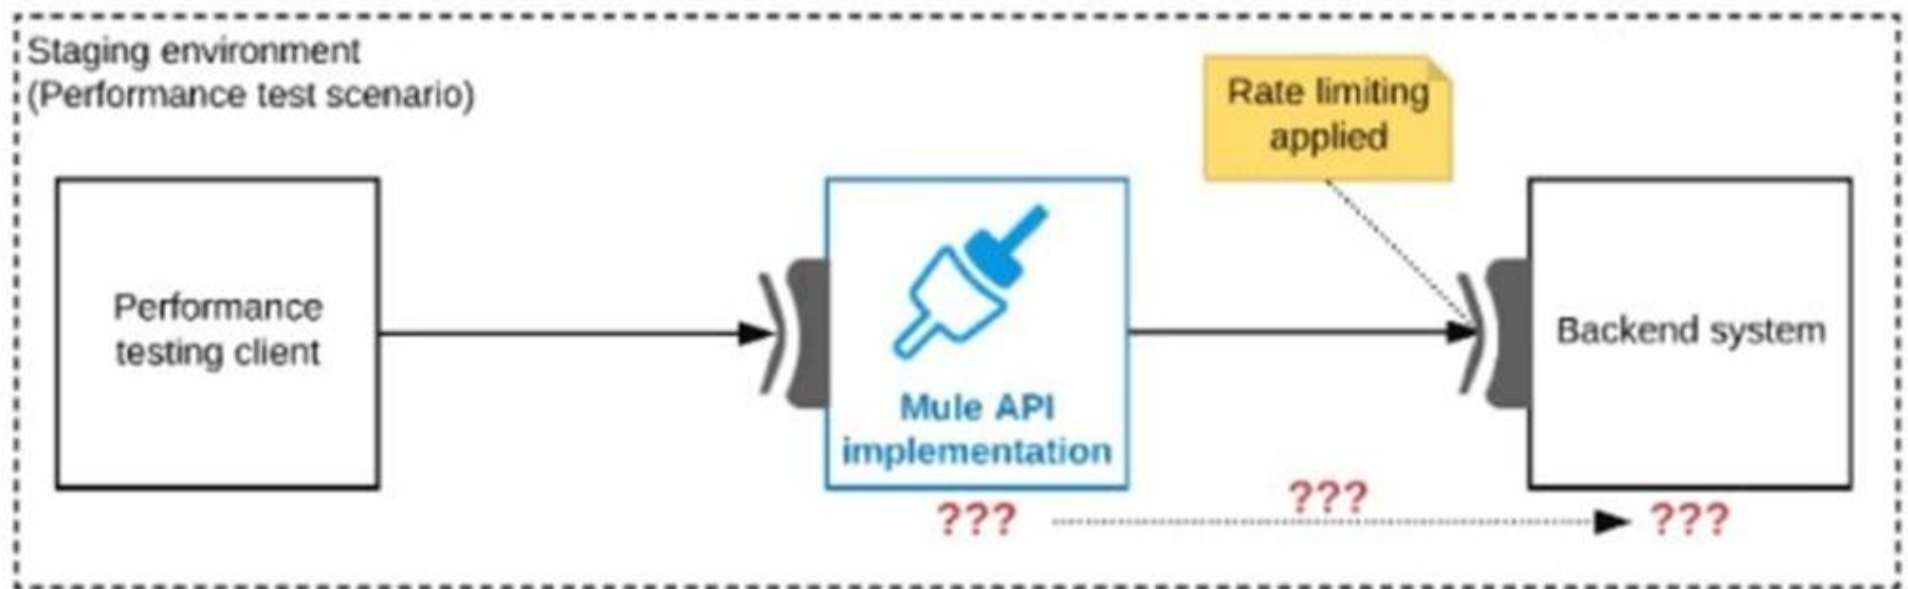 Staging environment
(Performance test scenario)
Rate limiting
applied
Performance
testing client
Mule API
implementation
Backend system
???
???
???